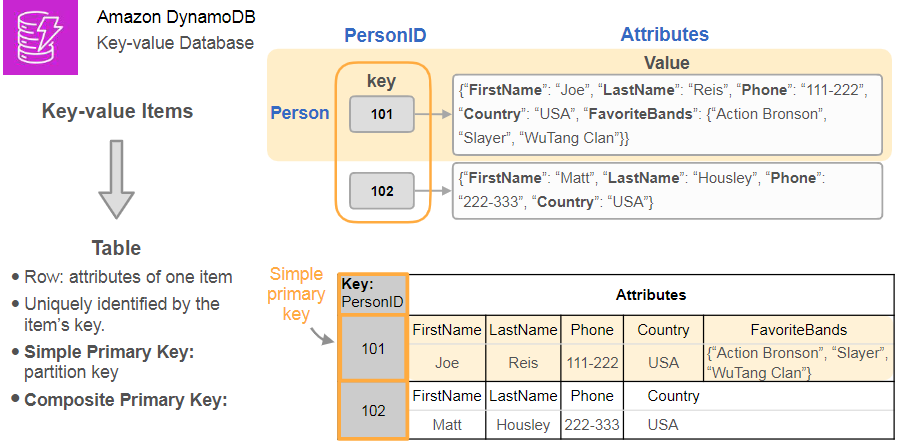 Amazon DynamoDB
Key-value Database
Key-value Items
Table
• Row: attributes of one item
• Uniquely identified by the
item's key.
• Simple Primary Key:
partition key
• Composite Primary Key:
PersonID
Attributes
key
Value
Person
101
{“FirstName”: “Joe”, “LastName”: “Reis”, “Phone”: “111-222”,
“Country”: “USA”, “FavoriteBands”: {“Action Bronson”,
“Slayer”, “WuTang Clan”}}
102
{“FirstName”: “Matt”, “LastName”: “Housley”, “Phone”:
“222-333”, “Country”: “USA”}
Simple
primary
key
Key:
PersonID
Attributes
101
FirstName LastName Phone Country FavoriteBands
Joe Reis 111-222 USA {“Action Bronson”, “Slayer”,
“WuTang Clan”}
102
FirstName LastName Phone Country
Matt Housley 222-333 USA